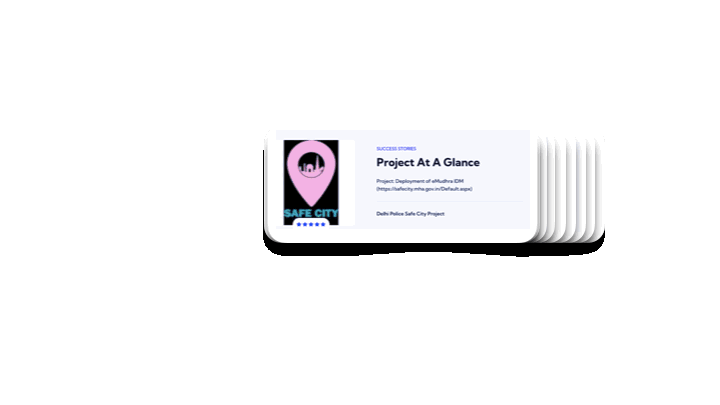 SUCCESS STORIES
Project At A Glance
Project: Deployment of eMudhra IDM
(https://safecity.mha.gov.in/Default.aspx)
Delhi Police Safe City Project
SAFE CITY